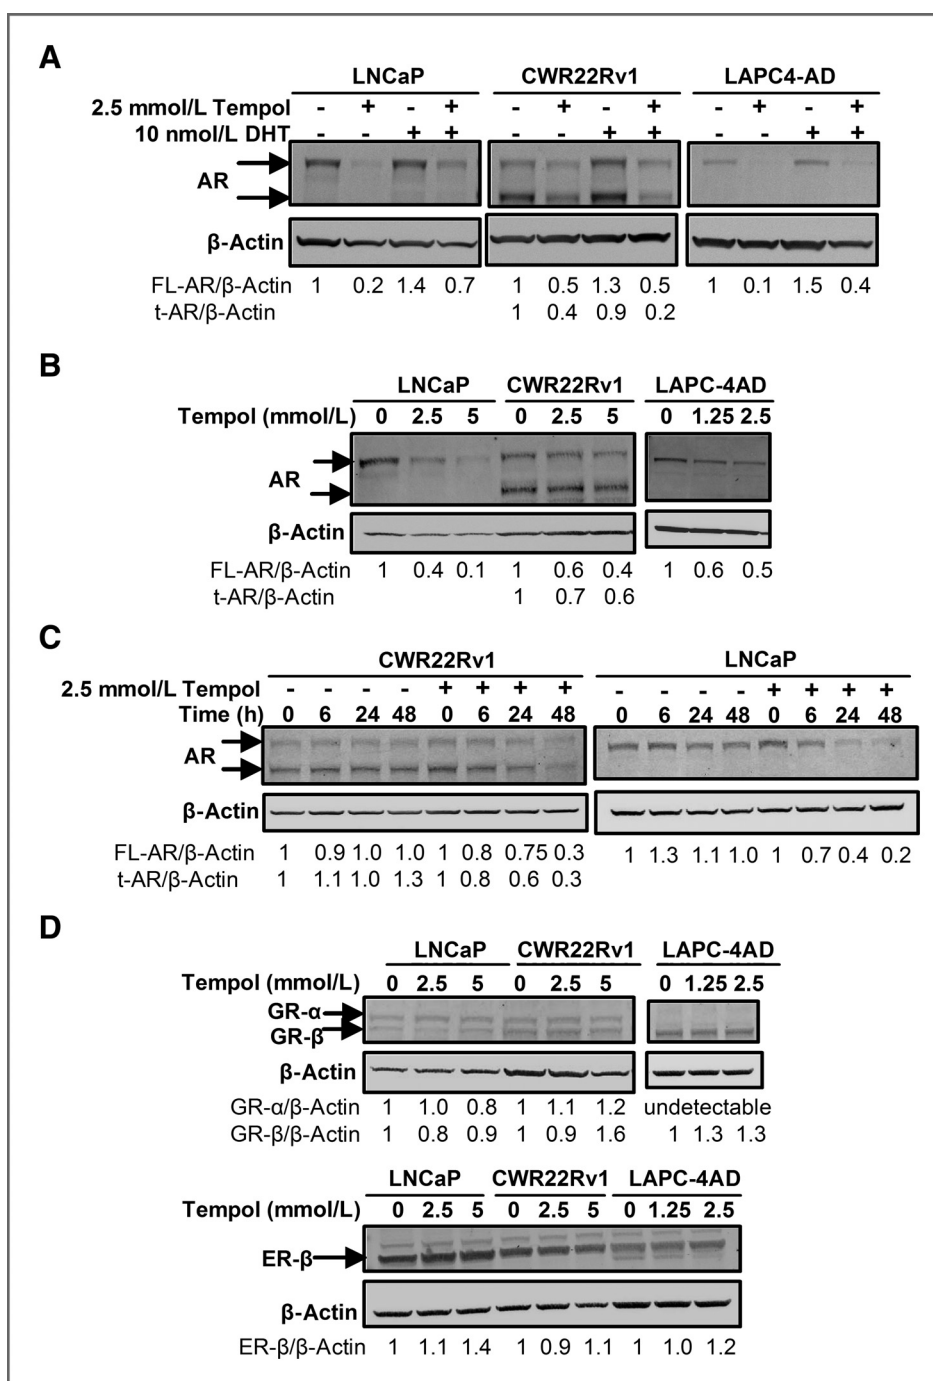 A
LNCaP CWR22Rv1 LAPC4-AD
2.5 mmol/L Tempol - + - + - + - + - + - +
10 nmol/L DHT - - + + - - + + - - + +
AR
β-Actin
FL-AR/β-Actin 1 0.2 1.4 0.7 1 0.5 1.3 0.5 1 0.1 1.5 0.4
t-AR/β-Actin 1 0.4 0.9 0.2
B
LNCaP CWR22Rv1 LAPC-4AD
Tempol (mmol/L) 0 2.5 5 0 2.5 5 0 1.25 2.5
AR
β-Actin
FL-AR/β-Actin 1 0.4 0.1 1 0.6 0.4 1 0.6 0.5
t-AR/β-Actin 1 0.7 0.6
C
CWR22Rv1 LNCaP
2.5 mmol/L Tempol - - - - + + + + - - - - + + + +
Time (h) 0 6 24 48 0 6 24 48 0 6 24 48 0 6 24 48
AR
β-Actin
FL-AR/β-Actin 1 0.9 1.0 1.0 1 0.8 0.75 0.3 1 1.3 1.1 1.0 1 0.7 0.4 0.2
t-AR/β-Actin 1 1.1 1.0 1.3 1 0.8 0.6 0.3
D
LNCaP CWR22Rv1 LAPC-4AD
Tempol (mmol/L) 0 2.5 5 0 2.5 5 0 1.25 2.5
GR-α
GR-β
β-Actin
GR-α/β-Actin 1 1.0 0.8 1 1.1 1.2 undetectable
GR-β/β-Actin 1 0.8 0.9 1 0.9 1.6 1 1.3 1.3
LNCaP CWR22Rv1 LAPC-4AD
Tempol (mmol/L) 0 2.5 5 0 2.5 5 0 1.25 2.5
ER-β
β-Actin
ER-β/β-Actin 1 1.1 1.4 1 0.9 1.1 1 1.0 1.2